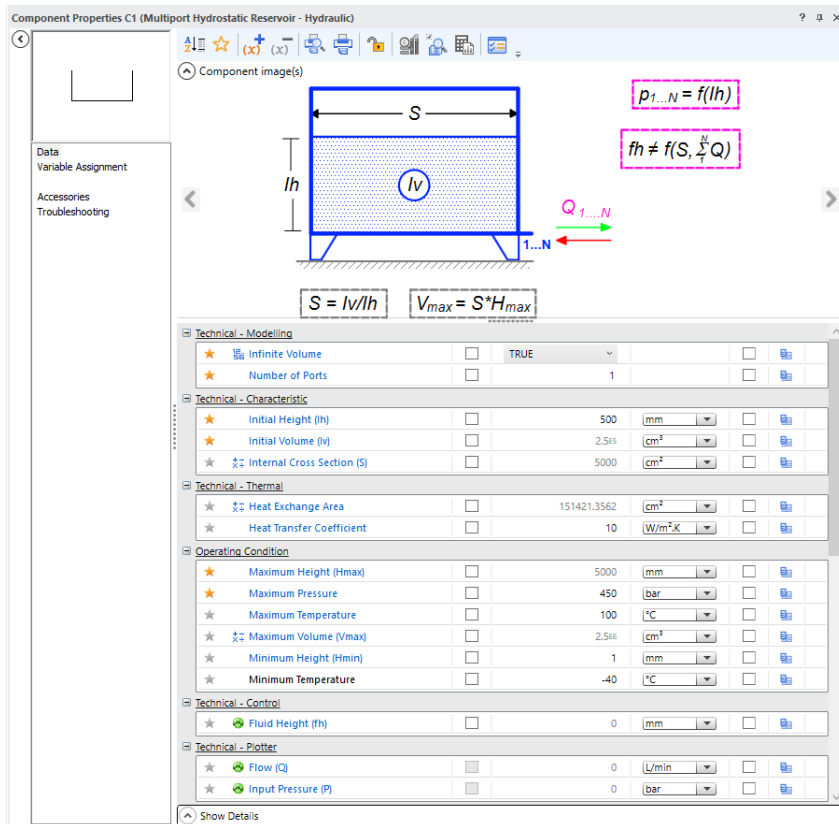 Component Properties C1 (Multiport Hydrostatic Reservoir - Hydraulic)
Component image(s)
Data
Variable Assignment
Accessories
Troubleshooting
S
lh
lv
p1...N = f(lh)
fh ≠ f(S, N∑1 Q)
Q 1....N
1...N
S = lv/lh
Vmax = S*Hmax
Technical - Modelling
Infinite Volume TRUE
Number of Ports 1
Technical - Characteristic
Initial Height (lh) 500 mm
Initial Volume (lv) 2.5E5 cm³
Internal Cross Section (S) 5000 cm²
Technical - Thermal
Heat Exchange Area 151421.3562 cm²
Heat Transfer Coefficient 10 W/m².K
Operating Condition
Maximum Height (Hmax) 5000 mm
Maximum Pressure 450 bar
Maximum Temperature 100 °C
Maximum Volume (Vmax) 2.5E6 cm³
Minimum Height (Hmin) 1 mm
Minimum Temperature -40 °C
Technical - Control
Fluid Height (fh) 0 mm
Technical - Plotter
Flow (Q) 0 L/min
Input Pressure (P) 0 bar
Show Details